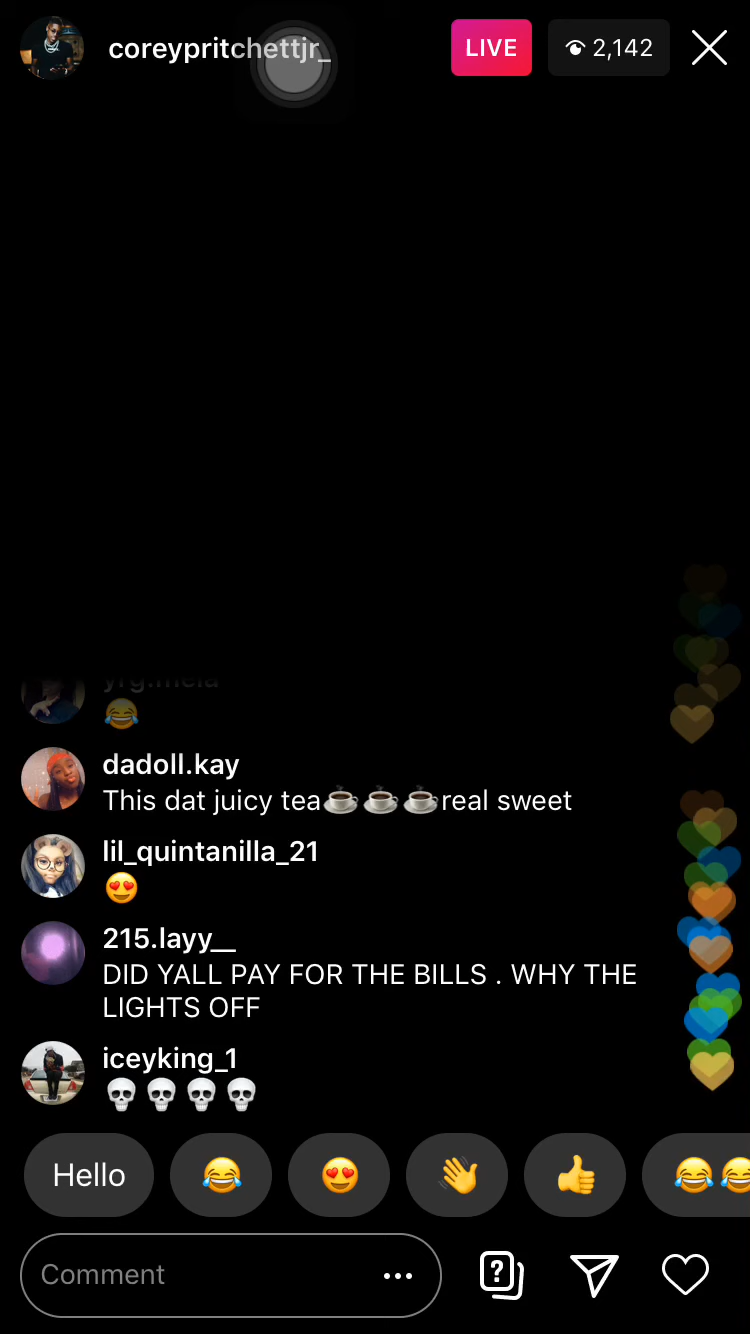 coreypritchettjr_
LIVE
2,142
😂
dadoll.kay
This dat juicy tea☕☕☕real sweet
lil_quintanilla_21
😍
215.layy__
DID YALL PAY FOR THE BILLS . WHY THE
LIGHTS OFF
iceyking_1
💀💀💀💀
Hello 😂 😍 👋 👍 😂😂
Comment